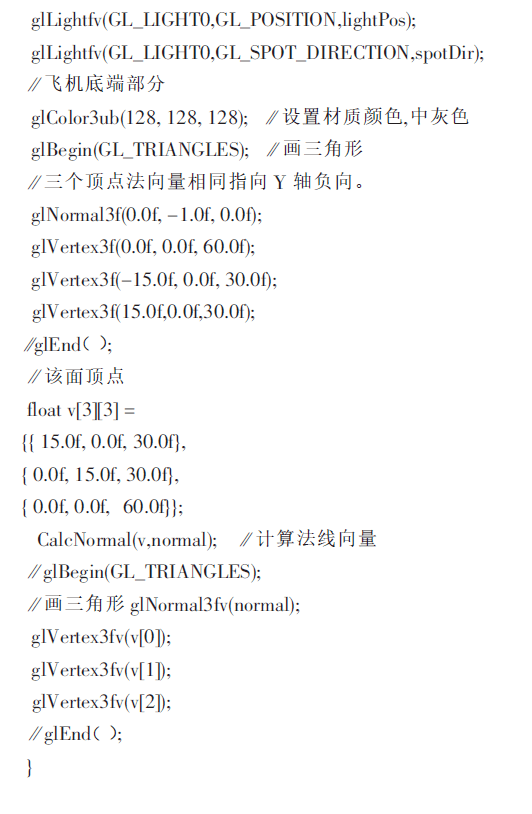 glLightfv(GL_LIGHT0,GL_POSITION,lightPos);
glLightfv(GL_LIGHT0,GL_SPOT_DIRECTION,spotDir);
//飞机底端部分
glColor3ub(128, 128, 128); //设置材质颜色,中灰色
glBegin(GL_TRIANGLES); //画三角形
//三个顶点法向量相同指向 Y 轴负向。
glNormal3f(0.0f, -1.0f, 0.0f);
glVertex3f(0.0f, 0.0f, 60.0f);
glVertex3f(-15.0f, 0.0f, 30.0f);
glVertex3f(15.0f,0.0f,30.0f);
//glEnd( );
//该面顶点
float v[3][3] =
{{ 15.0f, 0.0f, 30.0f},
{ 0.0f, 15.0f, 30.0f},
{ 0.0f, 0.0f, 60.0f}};
CalcNormal(v,normal); //计算法线向量
//glBegin(GL_TRIANGLES);
//画三角形 glNormal3fv(normal);
glVertex3fv(v[0]);
glVertex3fv(v[1]);
glVertex3fv(v[2]);
//glEnd( );
}